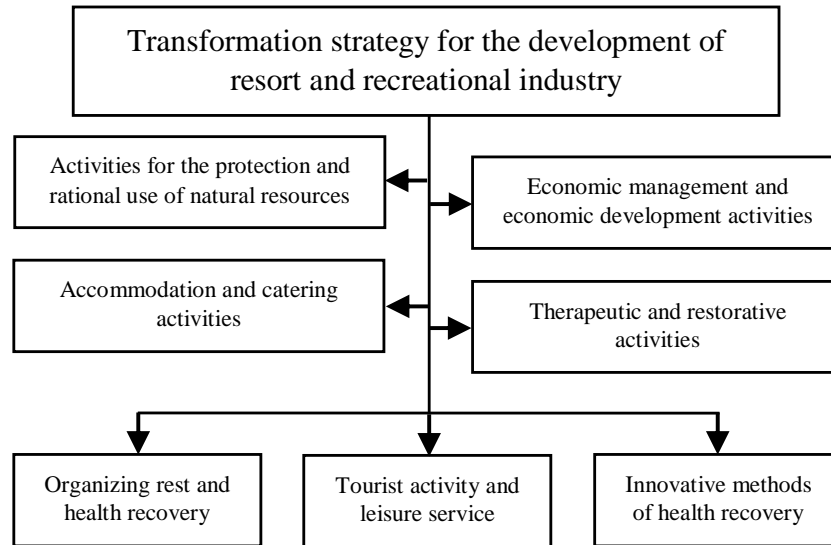 Transformation strategy for the development of
resort and recreational industry
Activities for the protection and
rational use of natural resources
Economic management and
economic development activities
Accommodation and catering
activities
Therapeutic and restorative
activities
Organizing rest and
health recovery
Tourist activity and
leisure service
Innovative methods
of health recovery